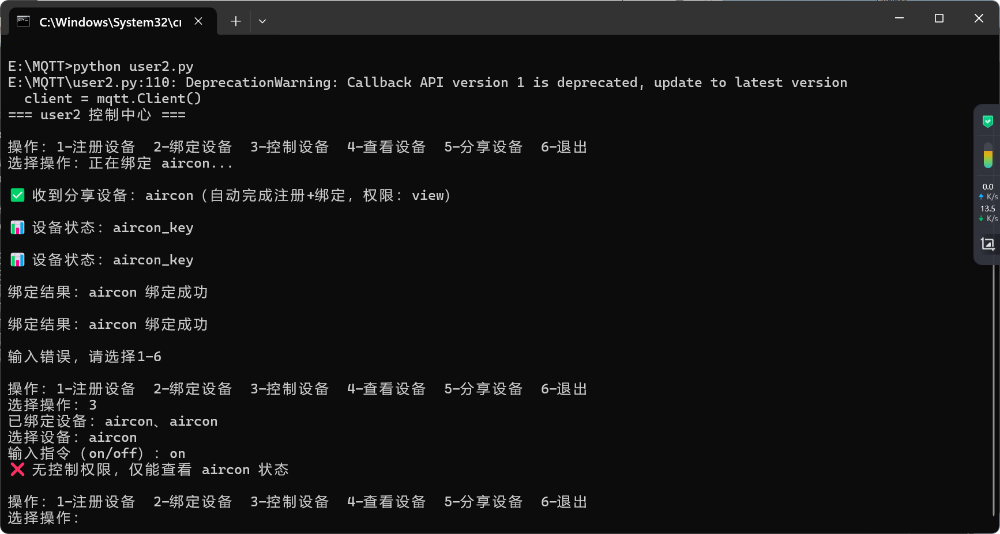 C:\Windows\System32\cr
E:\MQTT>python user2.py
E:\MQTT\user2.py:110: DeprecationWarning: Callback API version 1 is deprecated, update to latest version
client = mqtt.Client()
=== user2 控制中心 ===
操作：1-注册设备  2-绑定设备  3-控制设备  4-查看设备  5-分享设备  6-退出
选择操作：正在绑定 aircon...
✅ 收到分享设备：aircon（自动完成注册+绑定，权限：view）
📊 设备状态：aircon_key
📊 设备状态：aircon_key
绑定结果：aircon 绑定成功
绑定结果：aircon 绑定成功
输入错误，请选择1-6
操作：1-注册设备  2-绑定设备  3-控制设备  4-查看设备  5-分享设备  6-退出
选择操作：3
已绑定设备：aircon、aircon
选择设备：aircon
输入指令（on/off）：on
❌ 无控制权限，仅能查看 aircon 状态
操作：1-注册设备  2-绑定设备  3-控制设备  4-查看设备  5-分享设备  6-退出
选择操作：
0.0
K/s
13.5
K/s